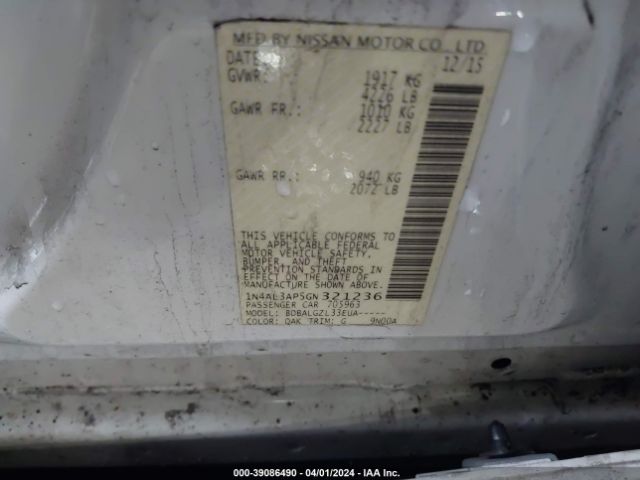 MFD BY NISSAN MOTOR CO., LTD.
DATE: 12/15
GVWR: 1917 KG
4226 LB
GAWR FR.: 1010 KG
2227 LB
GAWR RR.: 940 KG
2072 LB
THIS VEHICLE CONFORMS TO
ALL APPLICABLE FEDERAL
MOTOR VEHICLE SAFETY,
BUMPER, AND THEFT
PREVENTION STANDARDS
IN EFFECT ON THE DATE OF
MANUFACTURE SHOWN ABOVE.
1N4AL3AP5GN321236
PASSENGER CAR 705963
MODEL: BDBALGZL33EUA-----
COLOR: QAK TRIM: G 9N00A
000-39086490 - 04/01/2024 - IAA Inc.